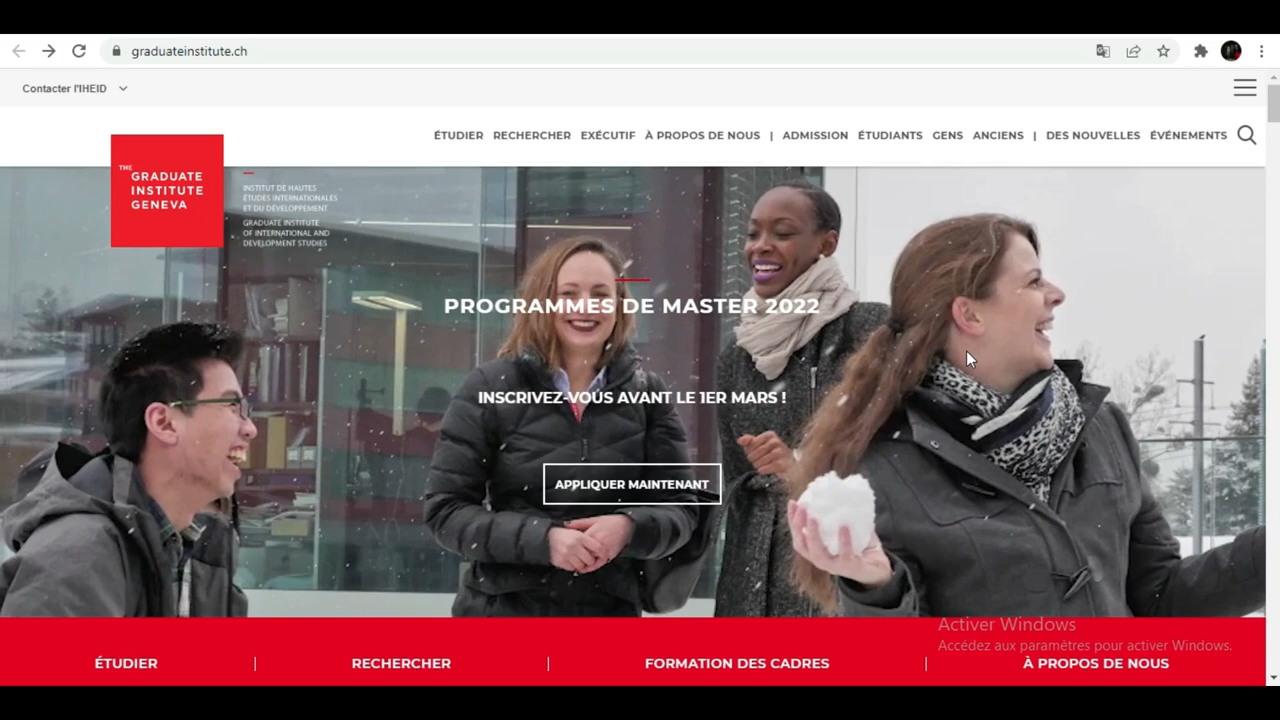 graduateinstitute.ch
Contacter l'IHEID
ÉTUDIER RECHERCHER EXÉCUTIF À PROPOS DE NOUS | ADMISSION ÉTUDIANTS GENS ANCIENS | DES NOUVELLES ÉVÉNEMENTS
THE
GRADUATE
INSTITUTE
GENEVA
INSTITUT DE HAUTES
ÉTUDES INTERNATIONALES
ET DU DÉVELOPPEMENT
GRADUATE INSTITUTE
OF INTERNATIONAL AND
DEVELOPMENT STUDIES
PROGRAMMES DE MASTER 2022
INSCRIVEZ-VOUS AVANT LE 1ER MARS !
APPLIQUER MAINTENANT
Activer Windows
Accédez aux paramètres pour activer Windows.
ÉTUDIER | RECHERCHER | FORMATION DES CADRES | À PROPOS DE NOUS